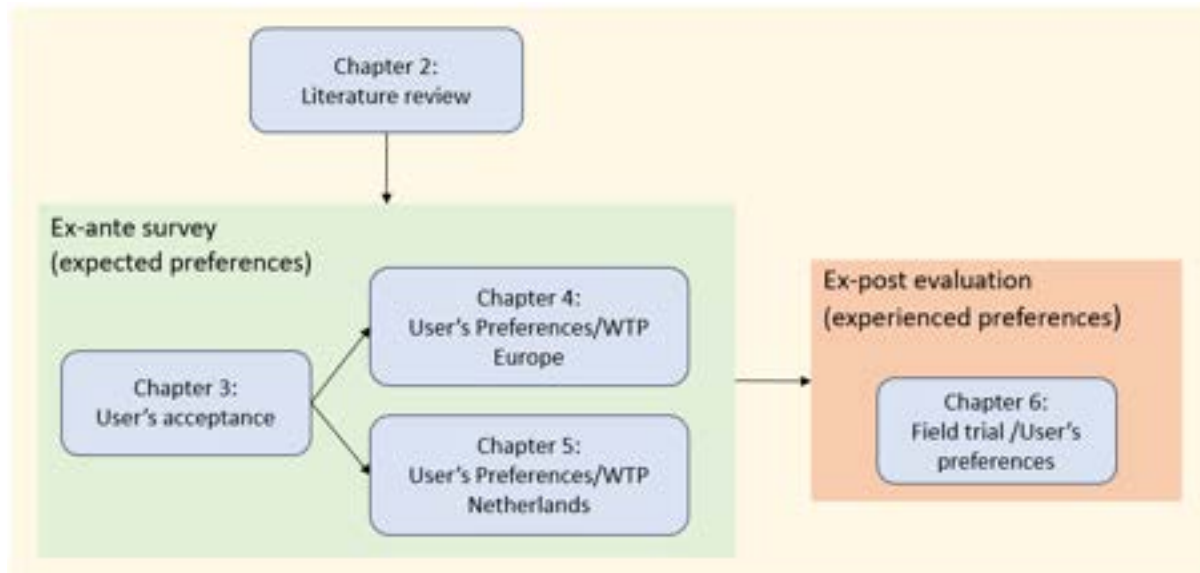 Chapter 2:
Literature review
Ex-ante survey
(expected preferences)
Chapter 3:
User's acceptance
Chapter 4:
User's Preferences/WTP
Europe
Chapter 5:
User's Preferences/WTP
Netherlands
Ex-post evaluation
(experienced preferences)
Chapter 6:
Field trial /User's
preferences